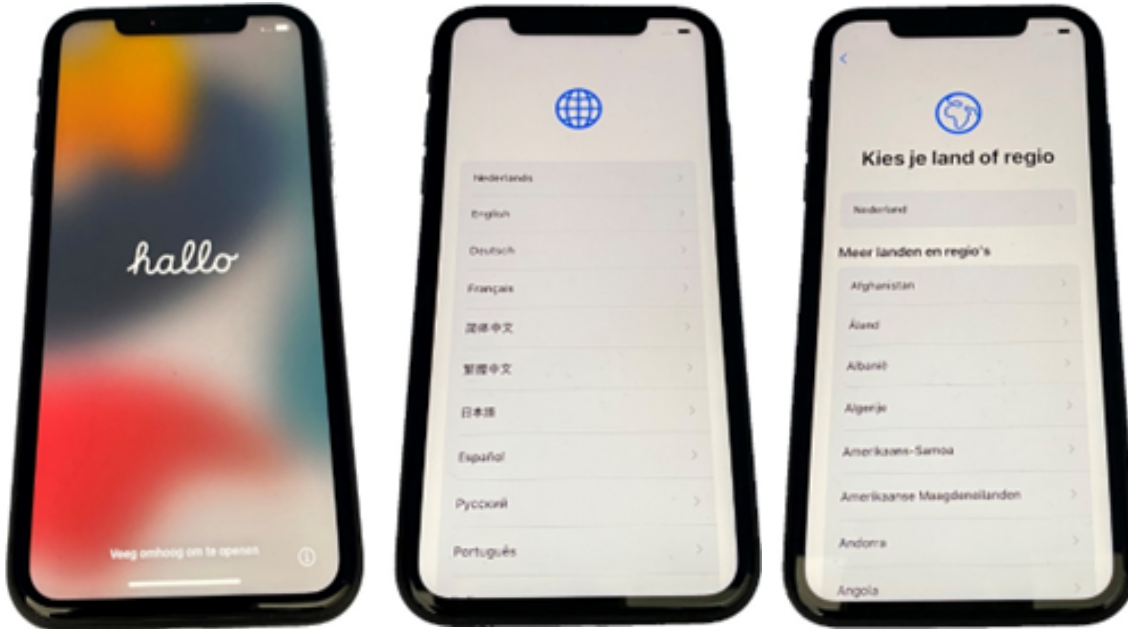 hallo
Veeg omhoog om te openen
Nederlands
English
Deutsch
Français
简体中文
繁體中文
日本語
Español
Русский
Português
Kies je land of regio
Nederland
Meer landen en regio's
Afghanistan
Åland
Albanië
Algerije
Amerikaans-Samoa
Amerikaanse Maagdeneilanden
Andorra
Angola